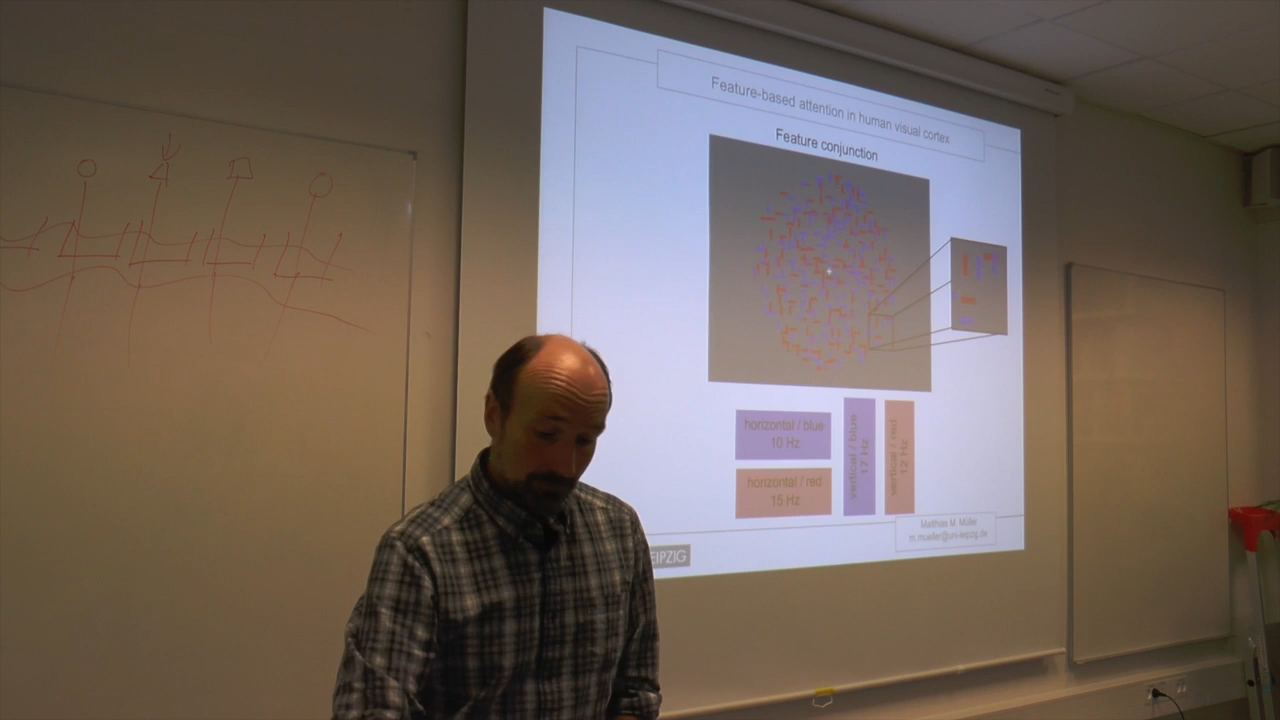 Feature-based attention in human visual cortex
Feature conjunction
horizontal / blue
10 Hz
horizontal / red
15 Hz
vertical / blue
17 Hz
vertical / red
12 Hz
Matthias M. Müller
m.mueller@uni-leipzig.de
EIPZIG